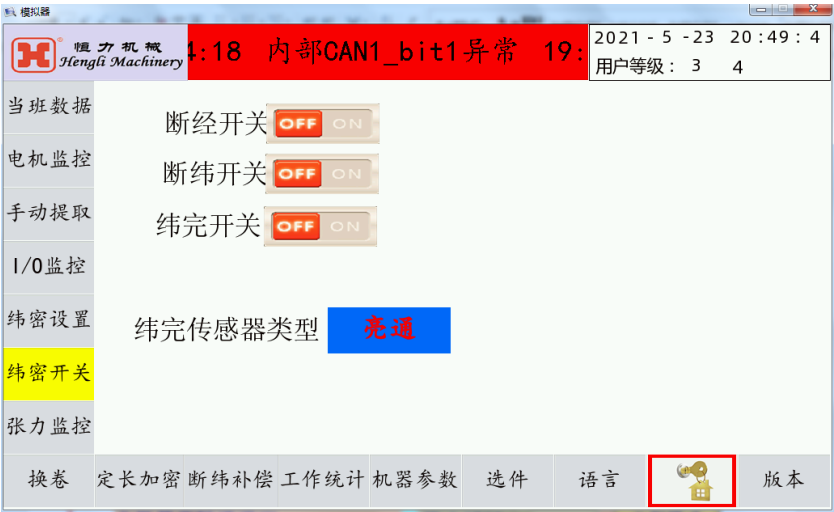 模拟器
恒力机械
Hengli Machinery
4:18 内部CAN1_bit1异常 19:
2021 - 5 -23 20:49: 4
用户等级: 3 4
当班数据
电机监控
手动提取
I/O监控
纬密设置
纬密开关
张力监控
断经开关 OFF ON
断纬开关 OFF ON
纬完开关 OFF ON
纬完传感器类型 亮通
换卷 定长加密 断纬补偿 工作统计 机器参数 选件 语言 版本